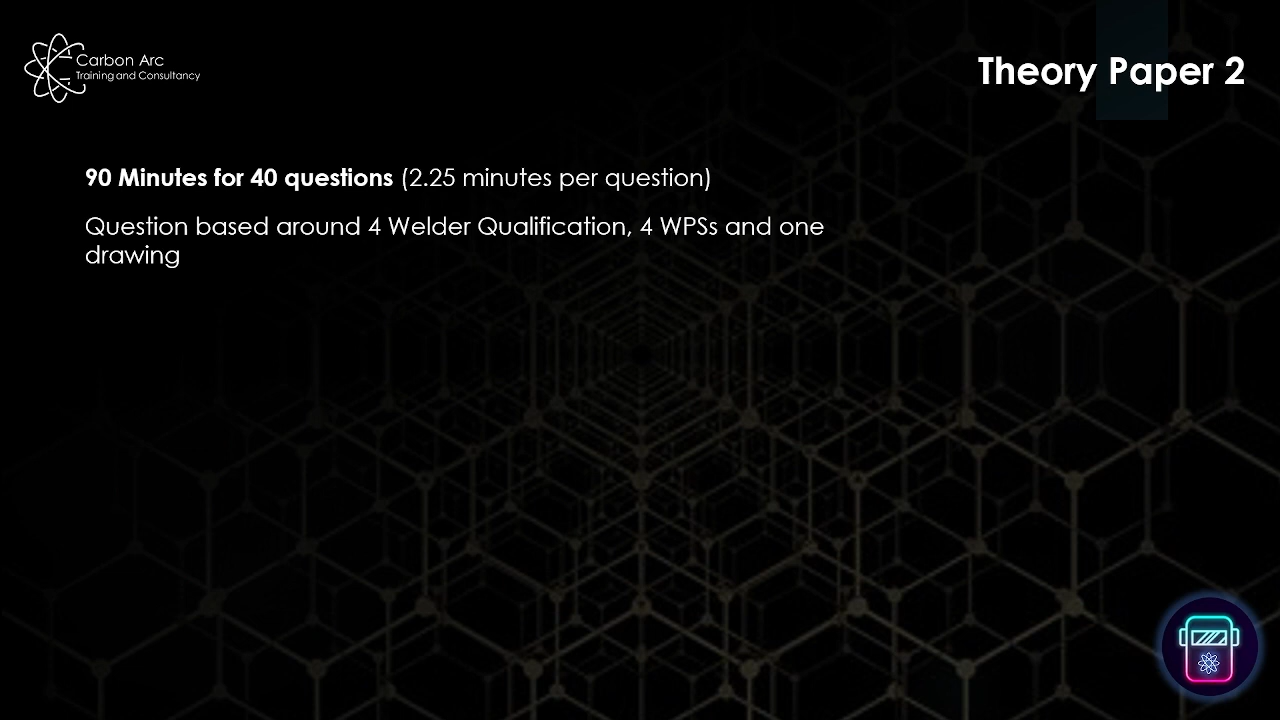 Carbon Arc
Training and Consultancy
Theory Paper 2
90 Minutes for 40 questions (2.25 minutes per question)
Question based around 4 Welder Qualification, 4 WPSs and one
drawing